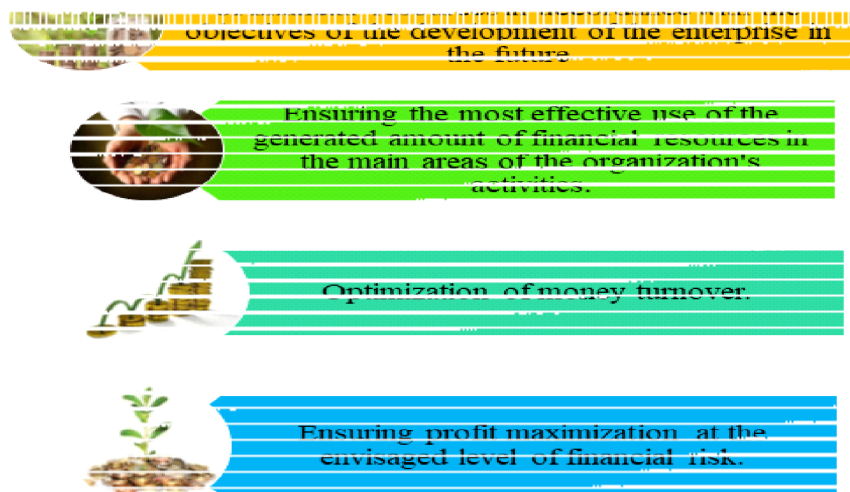 objectives of the development of the enterprise in
the future
Ensuring the most effective use of the
generated amount of financial resources in
the main areas of the organization's
activities.
Optimization of money turnover.
Ensuring profit maximization at the
envisaged level of financial risk.